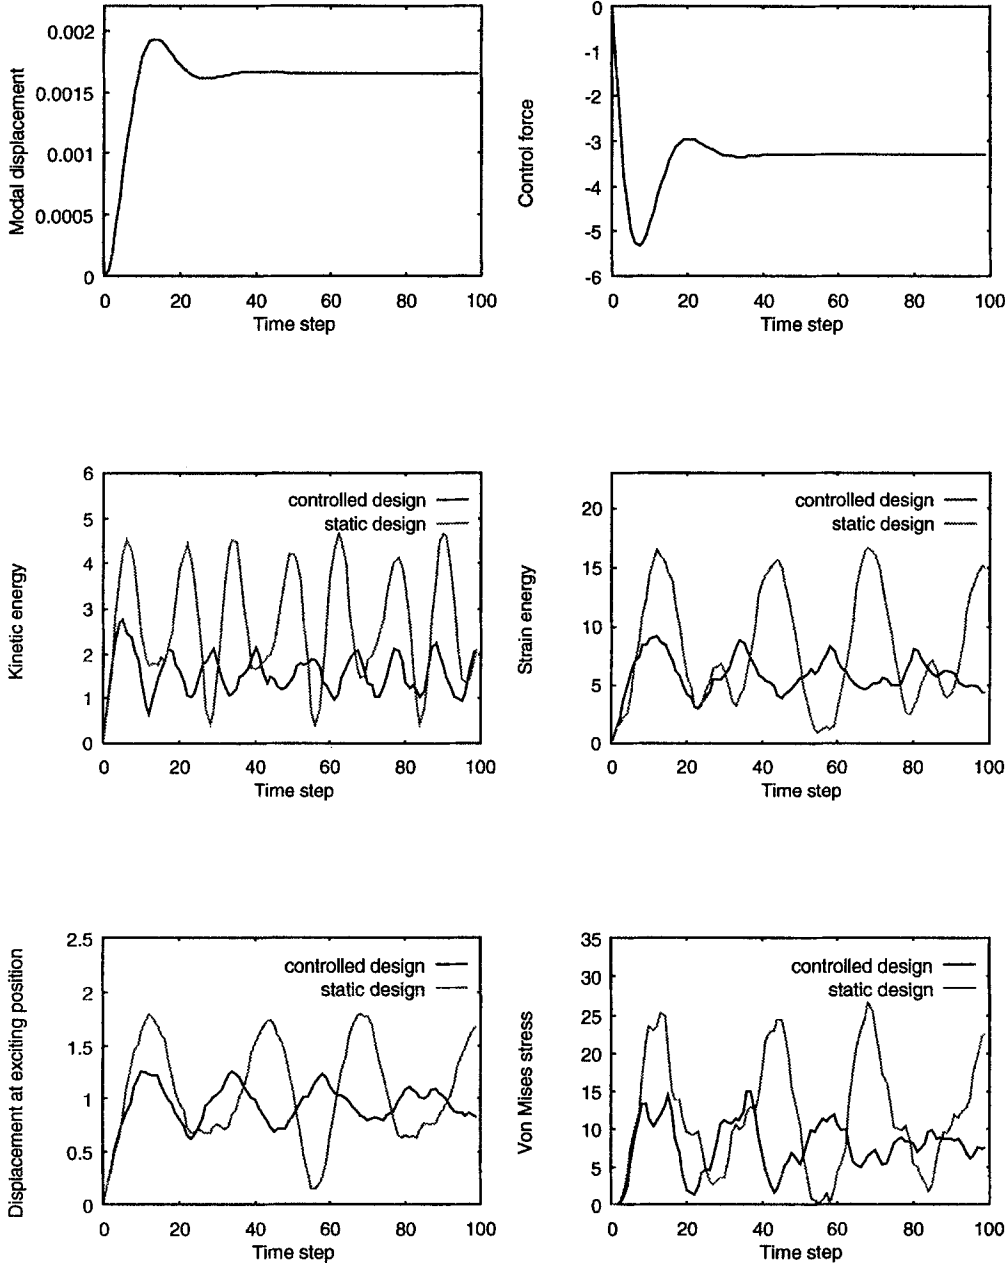 Modal displacement
0.002
0.0015
0.001
0.0005
0
0 20 40 60 80 100
Time step
Control force
0
-1
-2
-3
-4
-5
-6
0 20 40 60 80 100
Time step
Kinetic energy
6
5
4
3
2
1
0
controlled design
static design
0 20 40 60 80 100
Time step
Strain energy
20
15
10
5
0
controlled design
static design
0 20 40 60 80 100
Time step
Displacement at exciting position
2.5
2
1.5
1
0.5
0
controlled design
static design
0 20 40 60 80 100
Time step
Von Mises stress
35
30
25
20
15
10
5
0
controlled design
static design
0 20 40 60 80 100
Time step